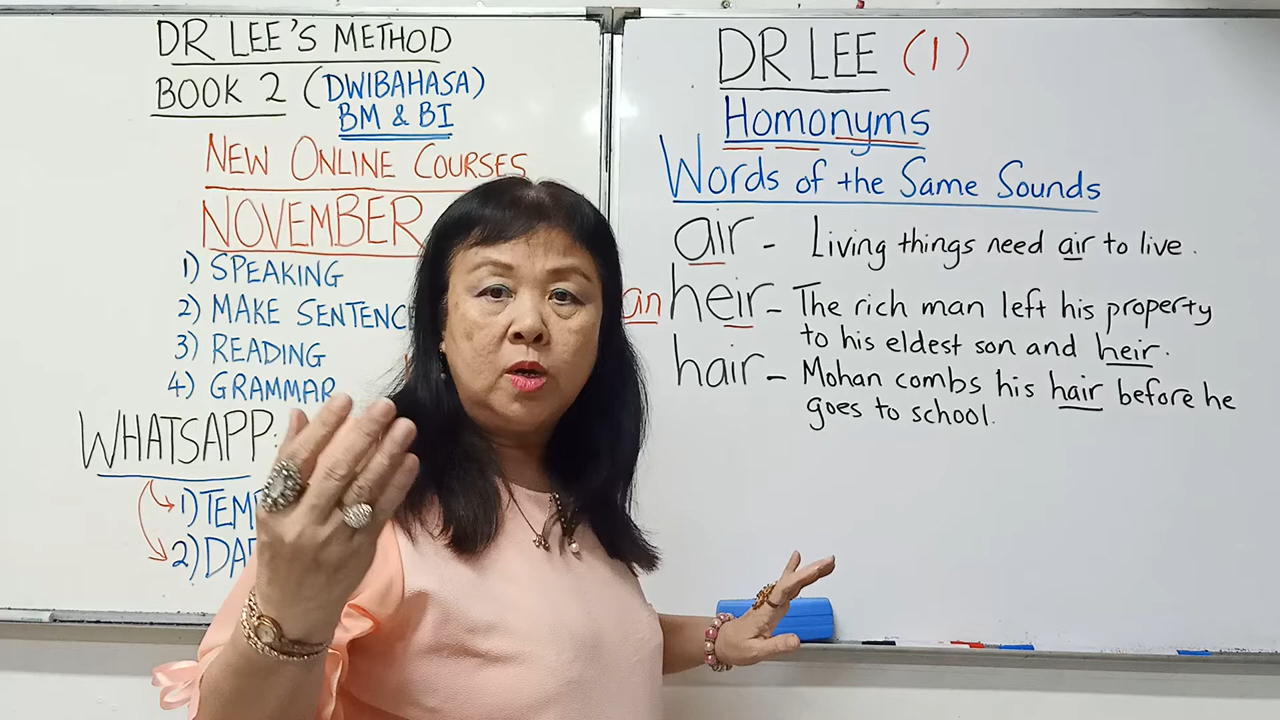 DR LEE'S METHOD
BOOK 2 (DWIBAHASA)
BM & BI
NEW ONLINE COURSES
NOVEMBER
1) SPEAKING
2) MAKE
3) READING
4) GRAMMAR
WHATSAPP:
1)
2)
DR LEE (1)
Homonyms
Words of the Same Sounds
air - Living things need air to live.
an heir - The rich man left his property
to his eldest son and heir.
hair - Mohan combs his hair before he
goes to school.